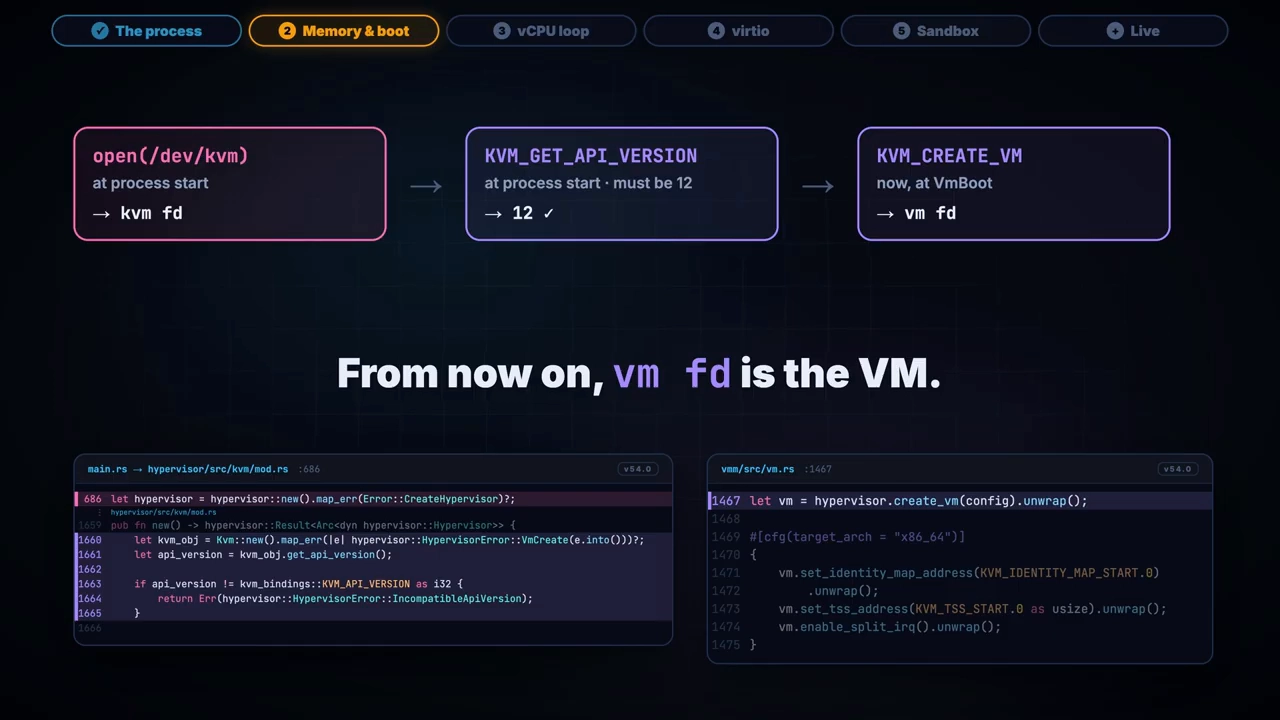 ✓ The process
2 Memory & boot
3 vCPU loop
4 virtio
5 Sandbox
+ Live
open(/dev/kvm)
at process start
→ kvm fd
→
KVM_GET_API_VERSION
at process start · must be 12
→ 12 ✓
→
KVM_CREATE_VM
now, at VmBoot
→ vm fd
From now on, vm fd is the VM.
main.rs → hypervisor/src/kvm/mod.rs :686 v54.0
686 let hypervisor = hypervisor::new().map_err(Error::CreateHypervisor)?;
⋮ hypervisor/src/kvm/mod.rs
1659 pub fn new() -> hypervisor::Result<Arc<dyn hypervisor::Hypervisor>> {
1660 let kvm_obj = Kvm::new().map_err(|e| hypervisor::HypervisorError::VmCreate(e.into()))?;
1661 let api_version = kvm_obj.get_api_version();
1662
1663 if api_version != kvm_bindings::KVM_API_VERSION as i32 {
1664 return Err(hypervisor::HypervisorError::IncompatibleApiVersion);
1665 }
1666
vmm/src/vm.rs :1467 v54.0
1467 let vm = hypervisor.create_vm(config).unwrap();
1468
1469 #[cfg(target_arch = "x86_64")]
1470 {
1471 vm.set_identity_map_address(KVM_IDENTITY_MAP_START.0)
1472 .unwrap();
1473 vm.set_tss_address(KVM_TSS_START.0 as usize).unwrap();
1474 vm.enable_split_irq().unwrap();
1475 }